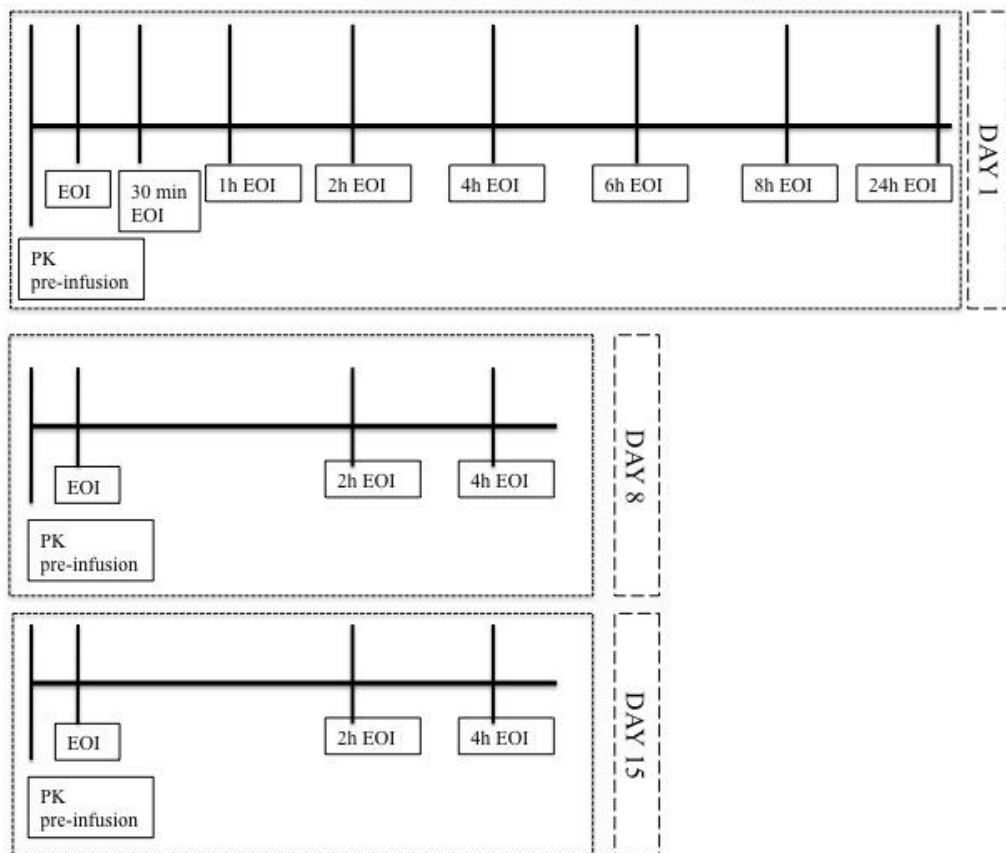 EOI
30 min
EOI
1h EOI
2h EOI
4h EOI
6h EOI
8h EOI
24h EOI
PK
pre-infusion
DAY 1
EOI
2h EOI
4h EOI
PK
pre-infusion
DAY 8
EOI
2h EOI
4h EOI
PK
pre-infusion
DAY 15